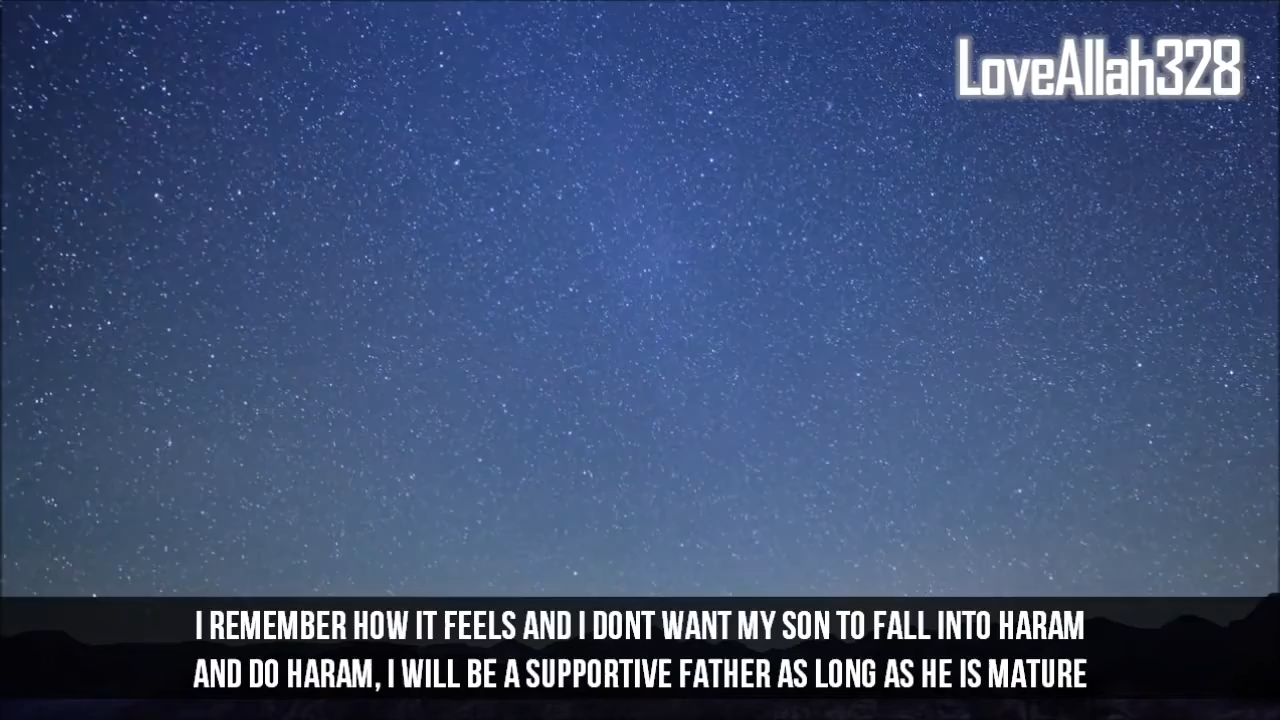 LoveAllah328
I REMEMBER HOW IT FEELS AND I DONT WANT MY SON TO FALL INTO HARAM
AND DO HARAM, I WILL BE A SUPPORTIVE FATHER AS LONG AS HE IS MATURE